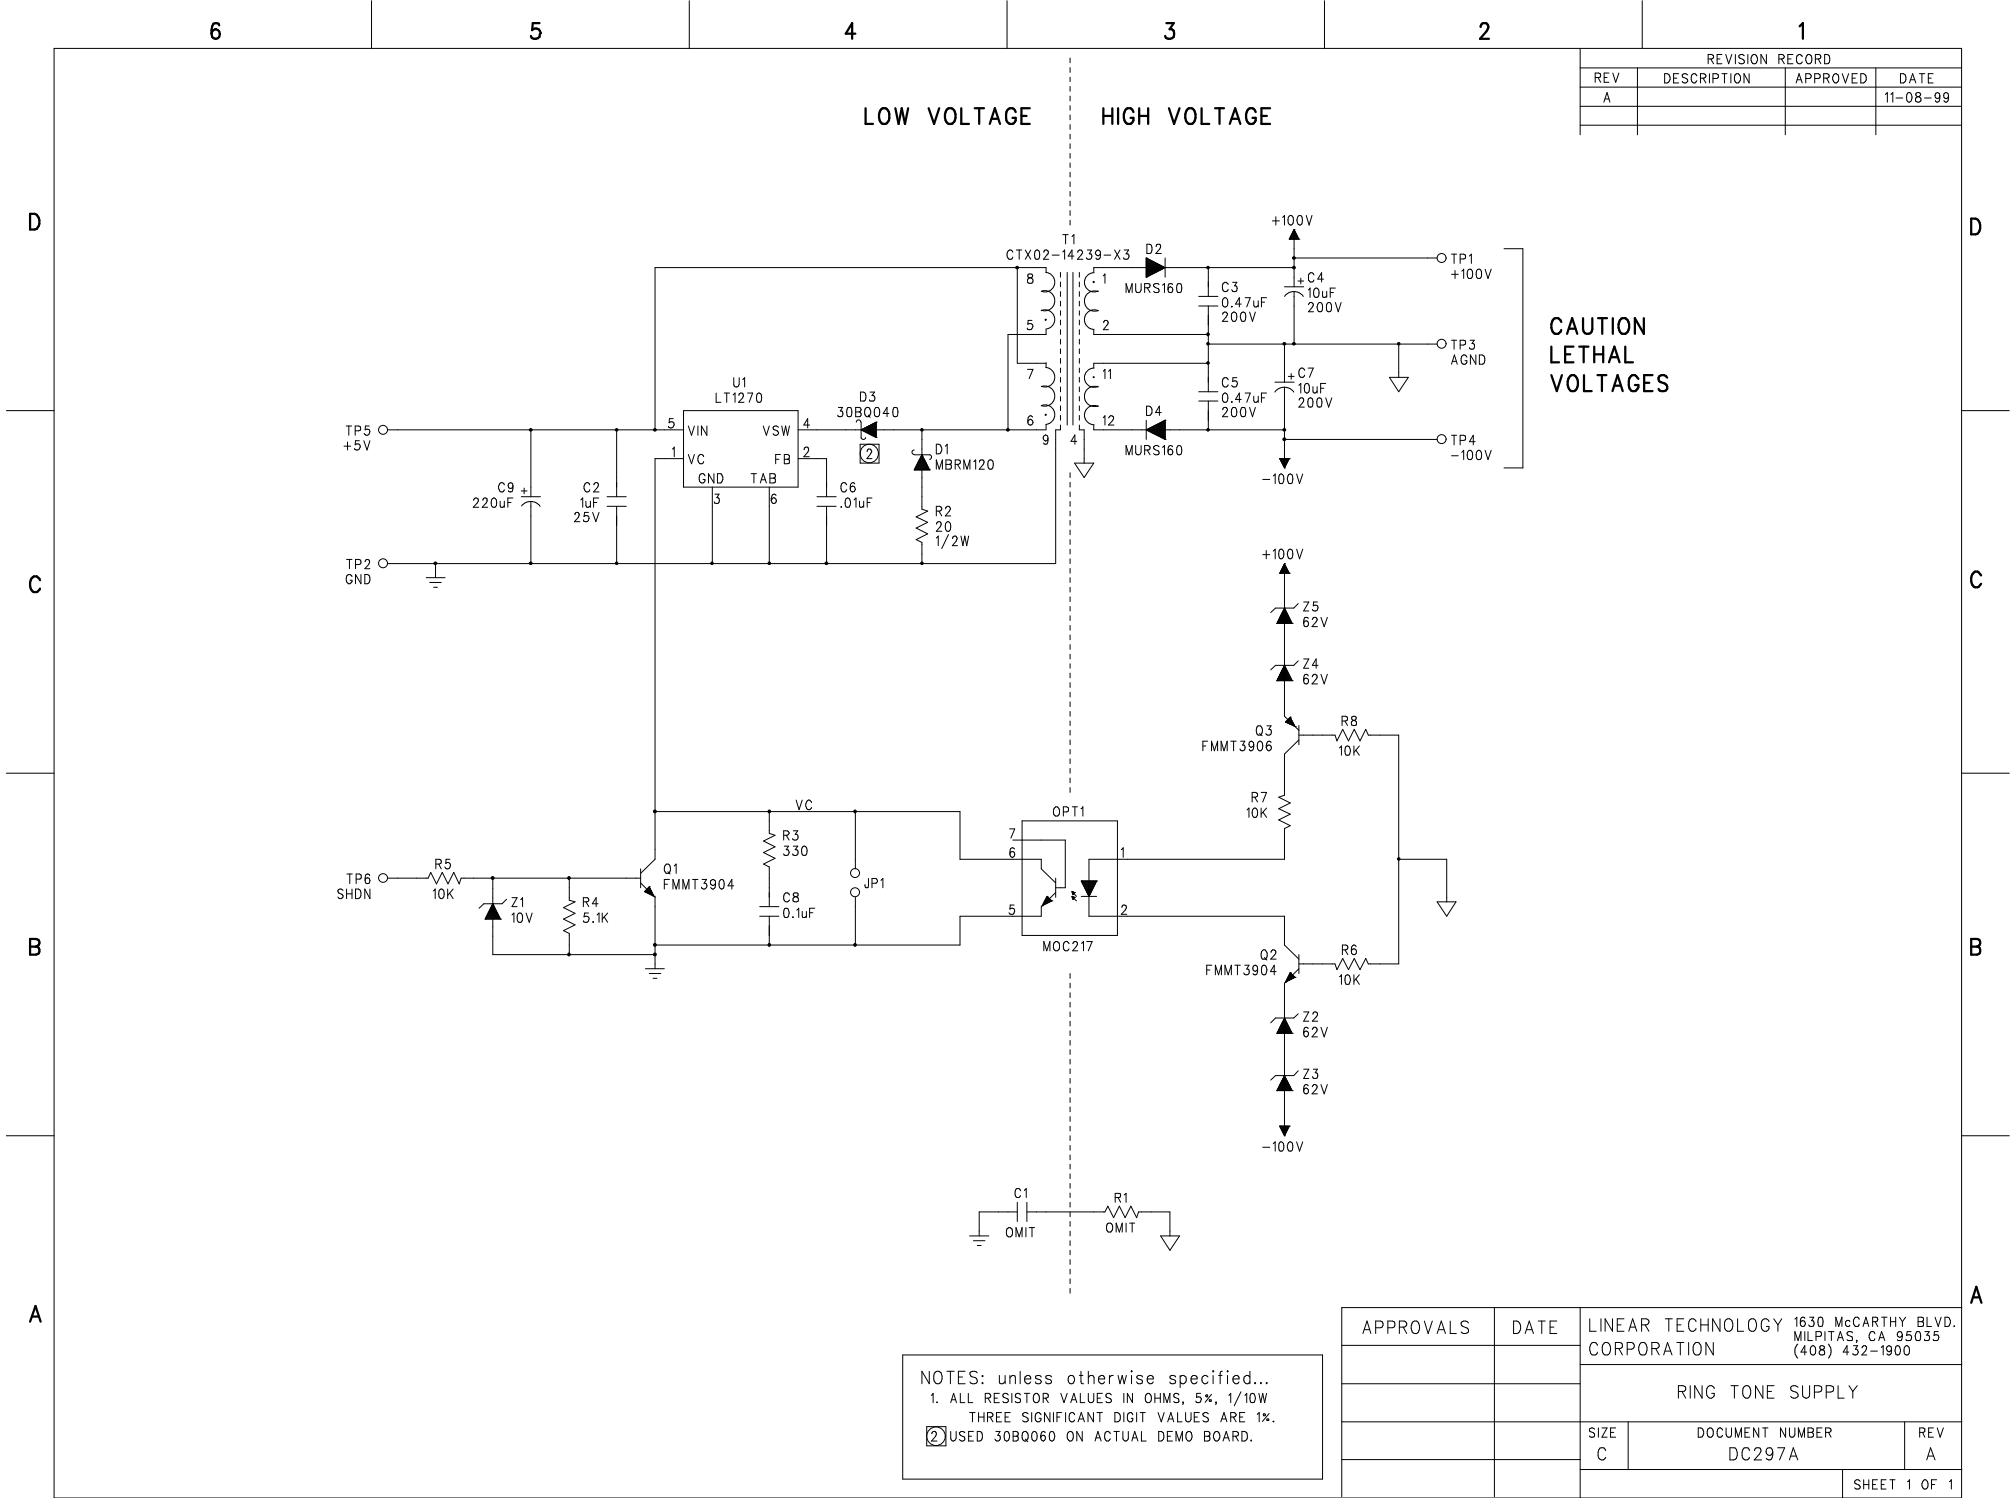 6 5 4 3 2 1
REVISION RECORD
REV DESCRIPTION APPROVED DATE
A 11-08-99
LOW VOLTAGE HIGH VOLTAGE
D D
+100V
T1
CTX02-14239-X3
D2
MURS160
8 1
5 2
7 11
6 12
9 4
C3
0.47uF
200V
+ C4
10uF
200V
TP1
+100V
TP3
AGND
C5
0.47uF
200V
+ C7
10uF
200V
D4
MURS160
TP4
-100V
-100V
CAUTION
LETHAL
VOLTAGES
U1
LT1270
5 VIN VSW 4
1 VC FB 2
GND TAB
3 6
D3
30BQ040
2
D1
MBRM120
TP5
+5V
C9 +
220uF
C2
1uF
25V
C6
.01uF
R2
20
1/2W
TP2
GND
C C
+100V
Z5
62V
Z4
62V
Q3
FMMT3906
R8
10K
R7
10K
VC
OPT1
7
6 1
5 2
MOC217
R3
330
JP1
C8
0.1uF
Q1
FMMT3904
TP6
SHDN
R5
10K
Z1
10V
R4
5.1K
B B
Q2
FMMT3904
R6
10K
Z2
62V
Z3
62V
-100V
C1
OMIT
R1
OMIT
A A
NOTES: unless otherwise specified...
1. ALL RESISTOR VALUES IN OHMS, 5%, 1/10W
THREE SIGNIFICANT DIGIT VALUES ARE 1%.
2 USED 30BQ060 ON ACTUAL DEMO BOARD.
APPROVALS DATE
LINEAR TECHNOLOGY
CORPORATION
1630 McCARTHY BLVD.
MILPITAS, CA 95035
(408) 432-1900
RING TONE SUPPLY
SIZE DOCUMENT NUMBER REV
C DC297A A
SHEET 1 OF 1